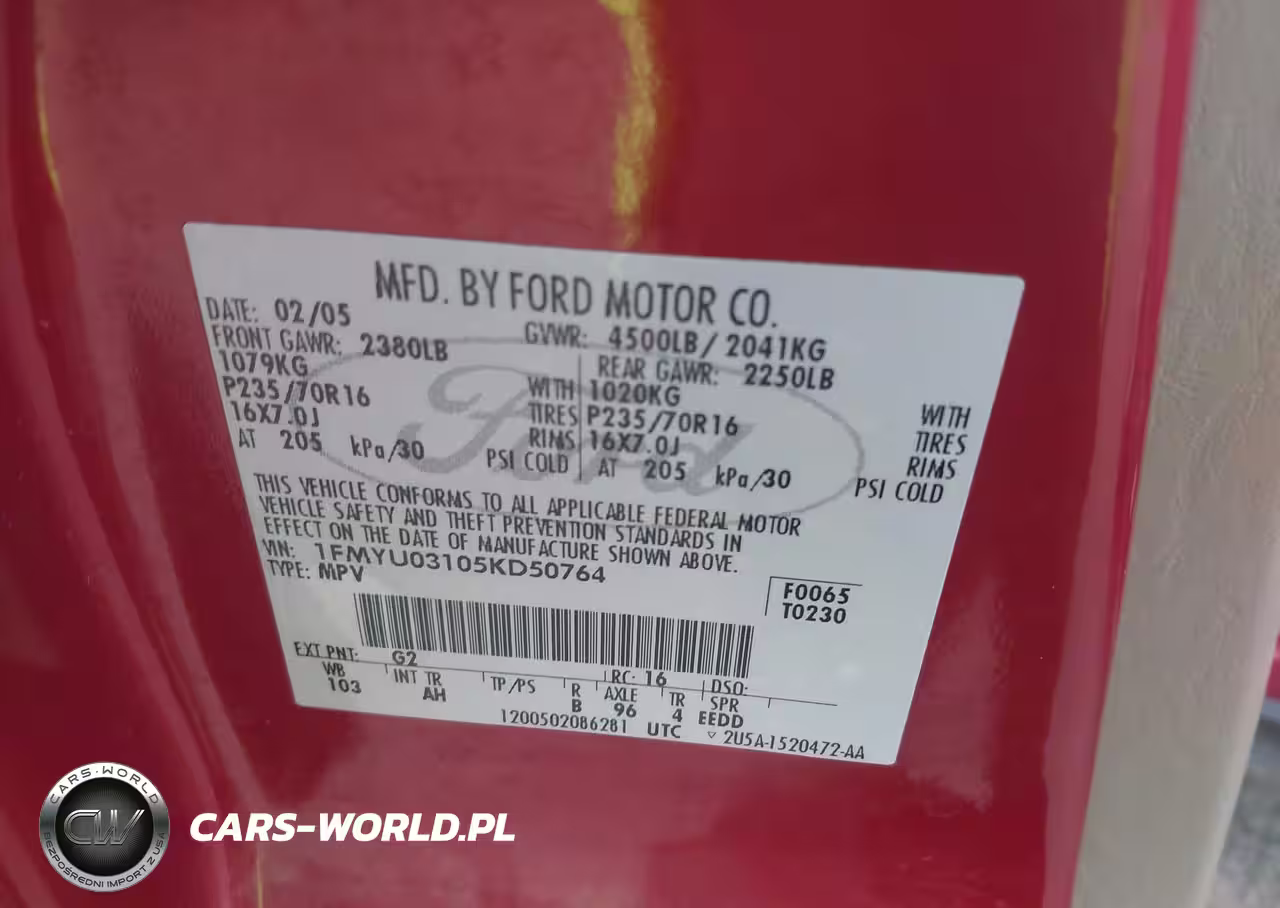 MFD. BY FORD MOTOR CO.
DATE: 02/05
GVWR: 4500LB / 2041KG
FRONT GAWR: 2380LB
REAR GAWR: 2250LB
1079KG WITH
1020KG WITH
P235/70R16 TIRES
P235/70R16 TIRES
16X7.0J RIMS
16X7.0J RIMS
AT 205 kPa/30 PSI COLD
AT 205 kPa/30 PSI COLD
Ford
THIS VEHICLE CONFORMS TO ALL APPLICABLE FEDERAL MOTOR
VEHICLE SAFETY AND THEFT PREVENTION STANDARDS IN
EFFECT ON THE DATE OF MANUFACTURE SHOWN ABOVE.
VIN: 1FMYU03105KD50764
TYPE: MPV
F0065
T0230
EXT PNT: G2 RC: 16 DSO:
WB INT TR TP/PS R AXLE TR SPR
103 AH B 96 4 EEDD
1200502086281 UTC ▽ 2U5A-1520472-AA
CARS-WORLD
CW
BEZPOŚREDNI IMPORT Z USA
CARS-WORLD.PL